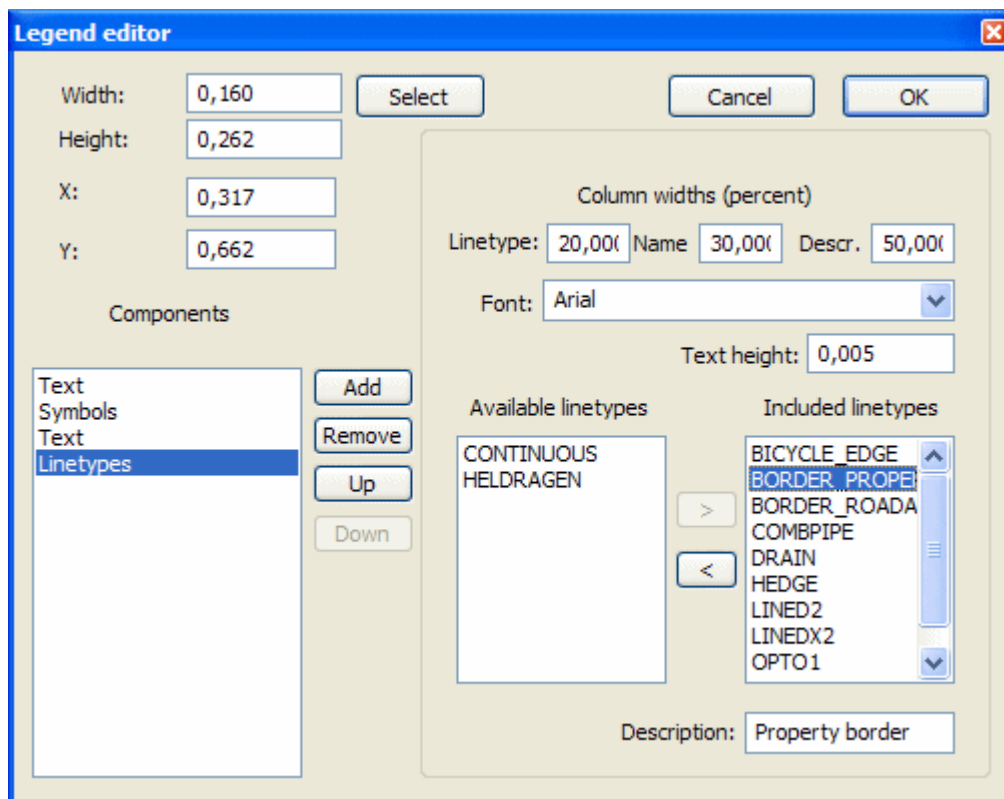 Legend editor
Width: 0,160 Select Cancel OK
Height: 0,262
X: 0,317
Y: 0,662
Column widths (percent)
Linetype: 20,000 Name 30,000 Descr. 50,000
Font: Arial
Text height: 0,005
Components
Text
Symbols
Text
Linetypes
Add
Remove
Up
Down
Available linetypes
CONTINUOUS
HELDRAGEN
>
<
Included linetypes
BICYCLE_EDGE
BORDER_PROPE
BORDER_ROADA
COMBPIPE
DRAIN
HEDGE
LINED2
LINEDX2
OPTO1
Description: Property border